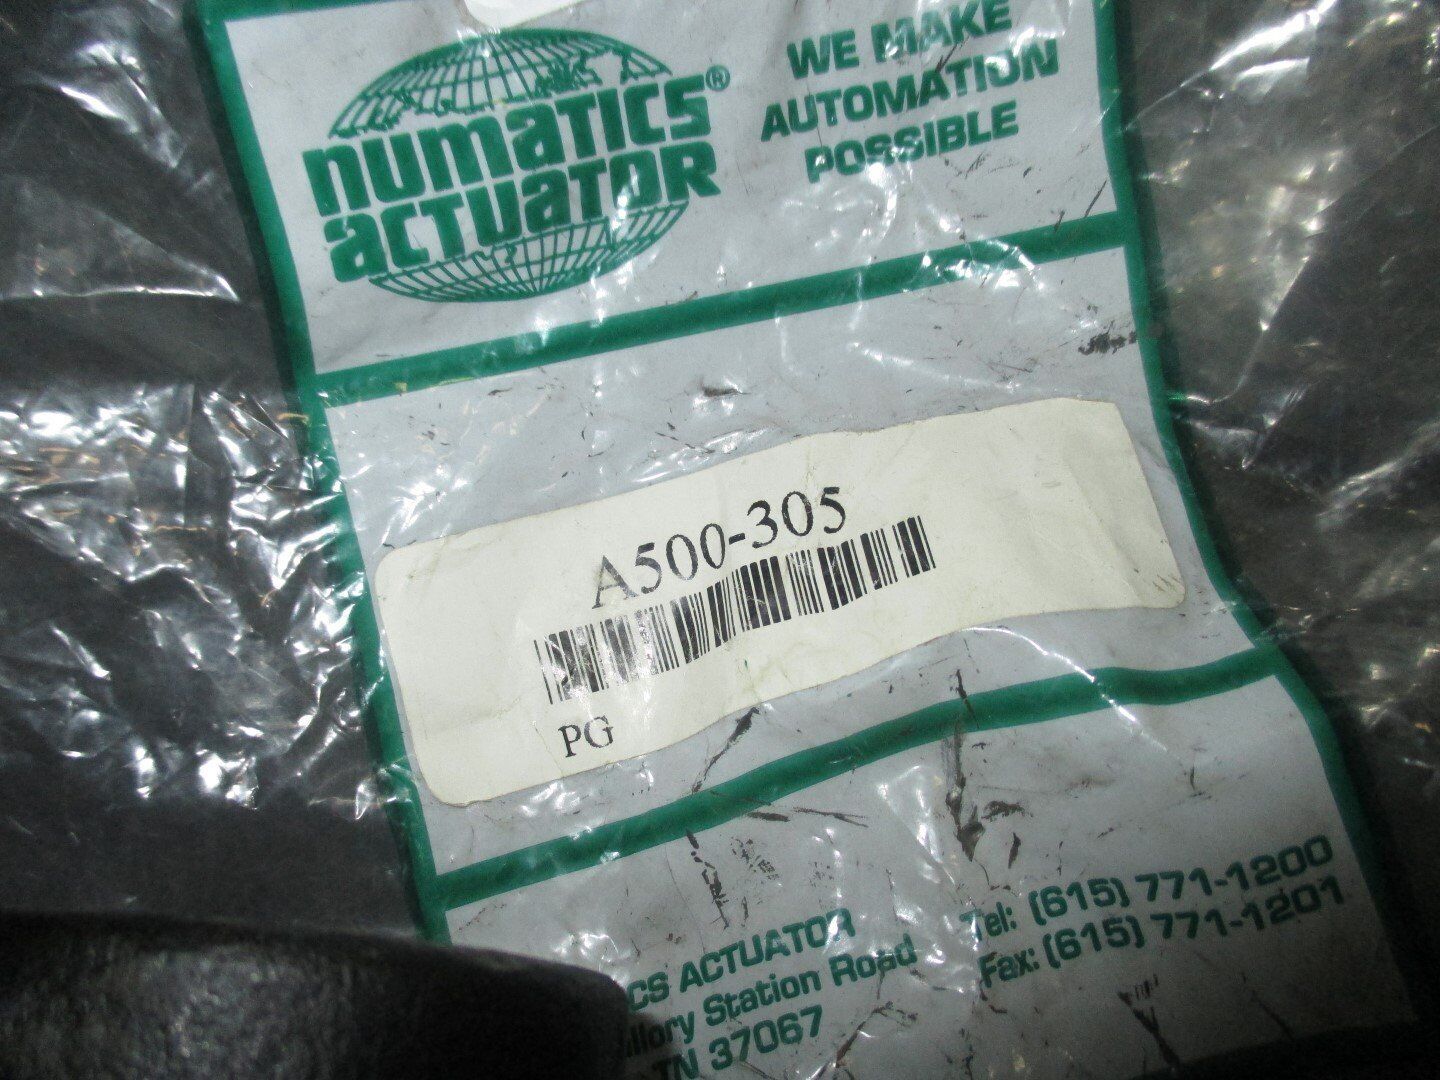 numatics®
actuator
WE MAKE
AUTOMATION
POSSIBLE
A500-305
PG
CS ACTUATOR
llory Station Road
TN 37067
Tel: (615) 771-1200
Fax: (615) 771-1201